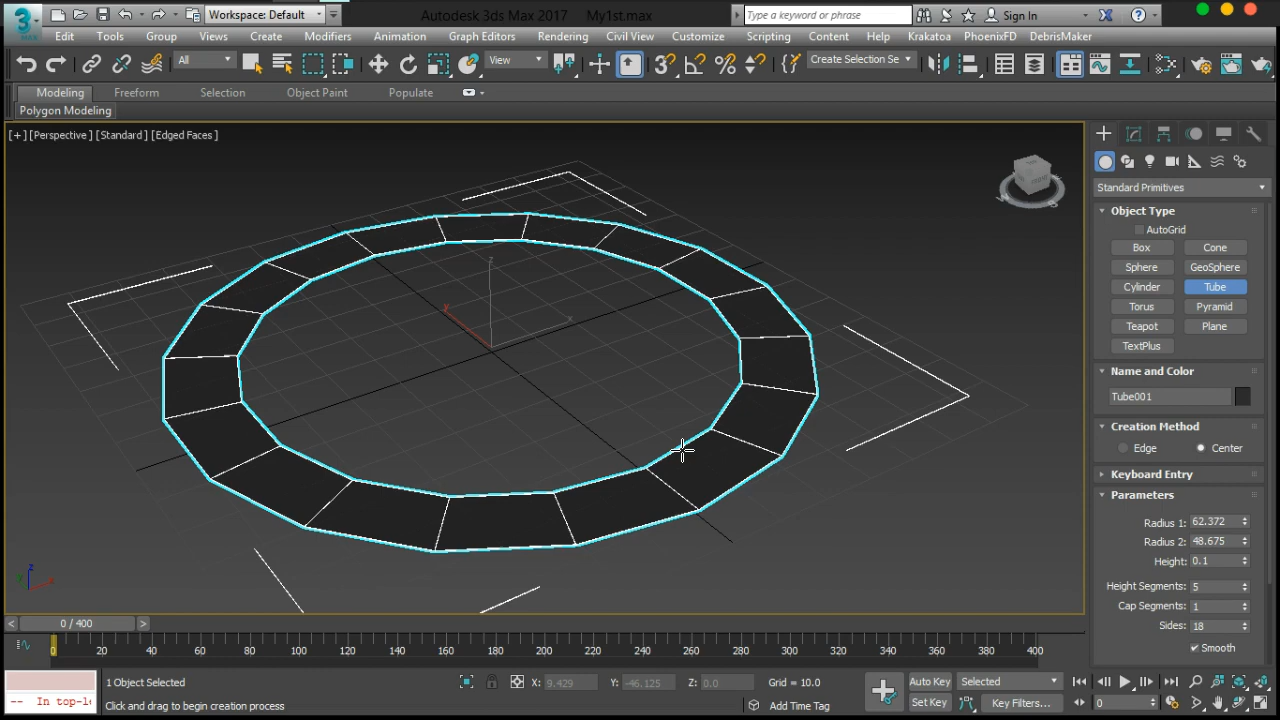 3 Workspace: Default Autodesk 3ds Max 2017 My1st.max Type a keyword or phrase Sign In
MAX Edit Tools Group Views Create Modifiers Animation Graph Editors Rendering Civil View Customize Scripting Content Help Krakatoa PhoenixFD DebrisMaker
All View 3 Create Selection Se
Modeling Freeform Selection Object Paint Populate
Polygon Modeling
[+] [Perspective ] [Standard ] [Edged Faces ]
Standard Primitives
Object Type
AutoGrid
Box Cone
Sphere GeoSphere
Cylinder Tube
Torus Pyramid
Teapot Plane
TextPlus
Name and Color
Tube001
Creation Method
Edge Center
Keyboard Entry
Parameters
Radius 1: 62.372
Radius 2: 48.675
Height: 0.1
Height Segments: 5
Cap Segments: 1
Sides: 18
Smooth
z
y x
z
y x
< 0 / 400 >
0 20 40 60 80 100 120 140 160 180 200 220 240 260 280 300 320 340 360 380 400
1 Object Selected X: 9.429 Y: -46.125 Z: 0.0 Grid = 10.0 Auto Key Selected
-- In top-l Click and drag to begin creation process Add Time Tag Set Key Key Filters... 0